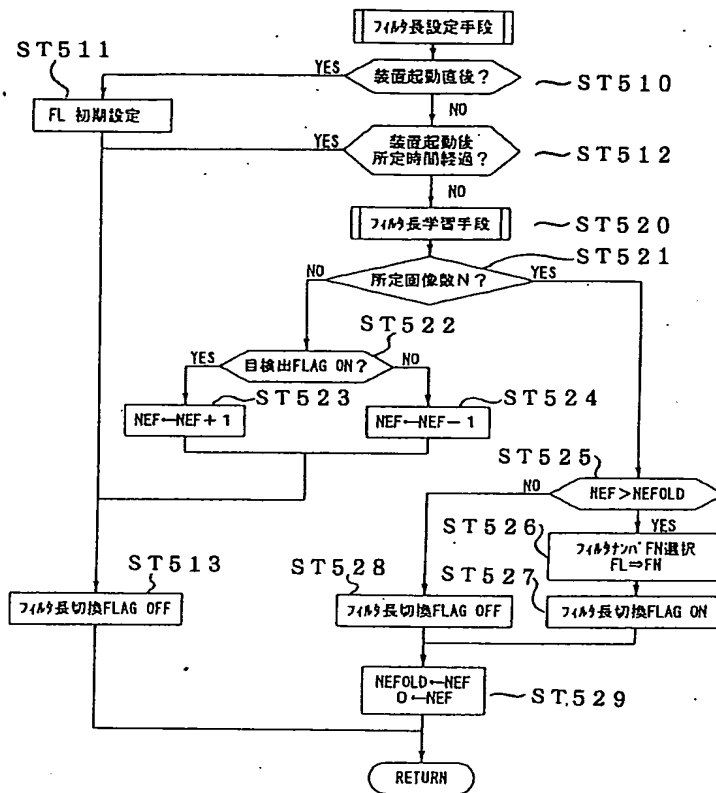 ST511
フィルタ長設定手段
YES
装置起動直後?
ST510
FL 初期設定
NO
YES
装置起動後
所定時間経過?
ST512
NO
フィルタ長学習手段
ST520
ST521
NO
所定画像数N?
YES
ST522
YES
目検出FLAG ON?
NO
ST523
ST524
NEF←NEF+1
NEF←NEF-1
ST525
NO
NEF>NEFOLD
ST526
YES
フィルタナンバFN選択
FL⇒FN
ST513
ST528
ST527
フィルタ長切換FLAG OFF
フィルタ長切換FLAG OFF
フィルタ長切換FLAG ON
NEFOLD←NEF
0←NEF
ST529
RETURN